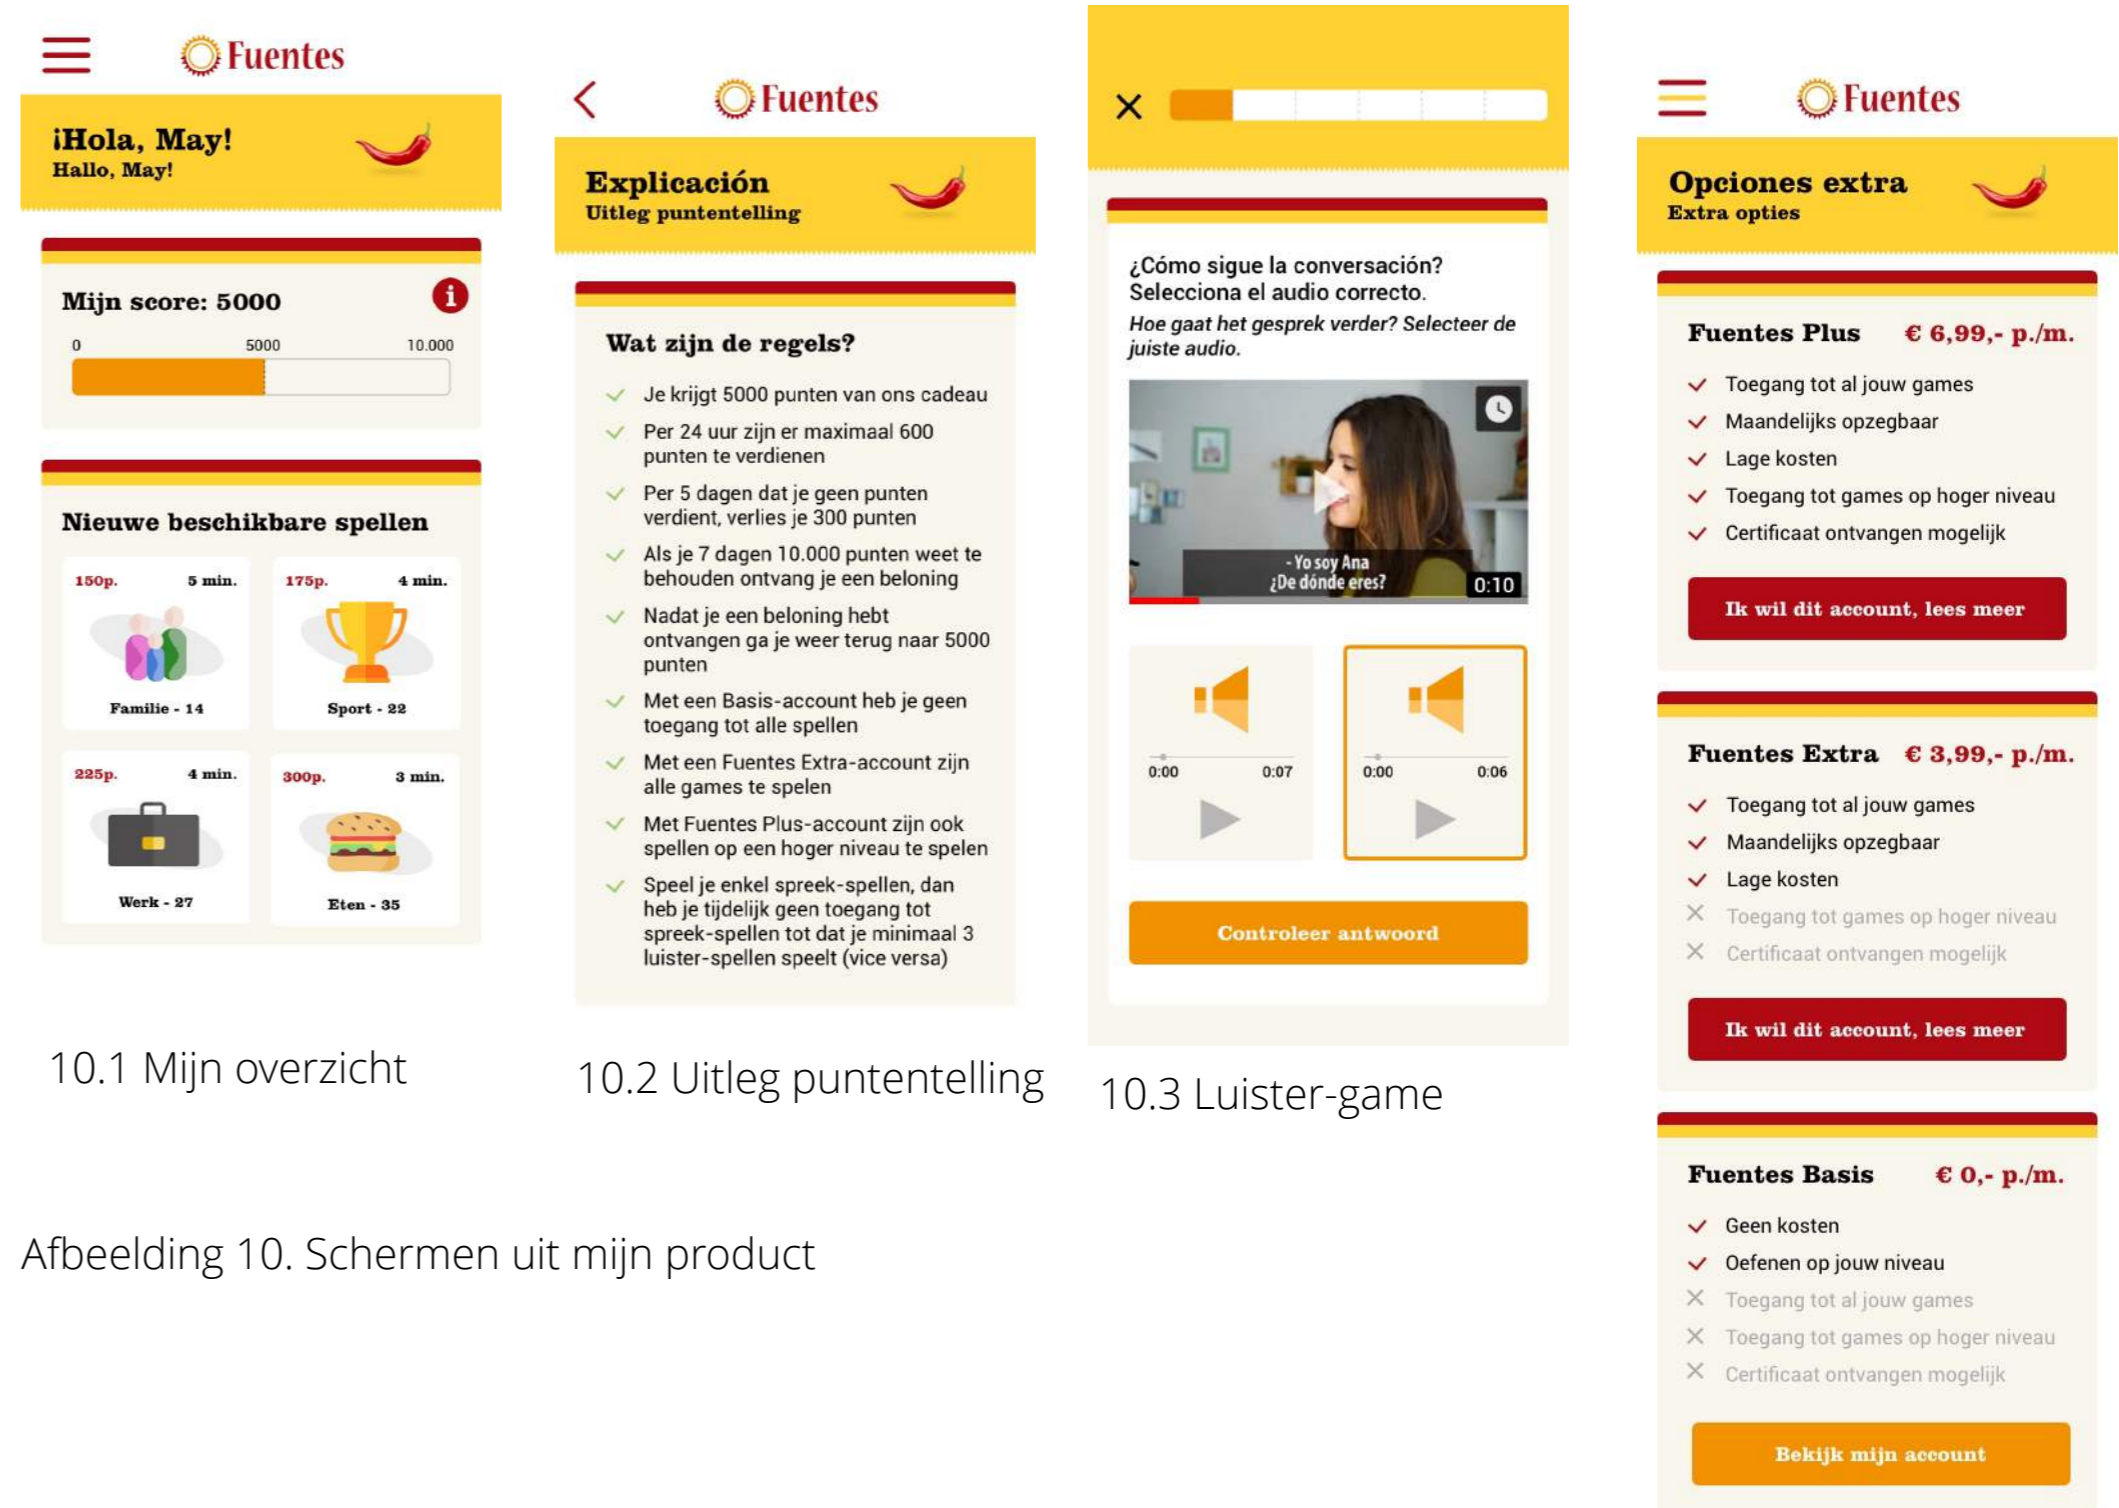 Fuentes
¡Hola, May!
Hallo, May!
Mijn score: 5000
i
0 5000 10.000
Nieuwe beschikbare spellen
150p. 5 min.
175p. 4 min.
Familie - 14
Sport - 22
225p. 4 min.
300p. 3 min.
Werk - 27
Eten - 35
10.1 Mijn overzicht
Fuentes
Explicación
Uitleg puntentelling
Wat zijn de regels?
Je krijgt 5000 punten van ons cadeau
Per 24 uur zijn er maximaal 600
punten te verdienen
Per 5 dagen dat je geen punten
verdient, verlies je 300 punten
Als je 7 dagen 10.000 punten weet te
behouden ontvang je een beloning
Nadat je een beloning hebt
ontvangen ga je weer terug naar 5000
punten
Met een Basis-account heb je geen
toegang tot alle spellen
Met een Fuentes Extra-account zijn
alle games te spelen
Met Fuentes Plus-account zijn ook
spellen op een hoger niveau te spelen
Speel je enkel spreek-spellen, dan
heb je tijdelijk geen toegang tot
spreek-spellen tot dat je minimaal 3
luister-spellen speelt (vice versa)
10.2 Uitleg puntentelling
¿Cómo sigue la conversación?
Selecciona el audio correcto.
Hoe gaat het gesprek verder? Selecteer de
juiste audio.
- Yo soy Ana
¿De dónde eres?
0:10
0:00 0:07
0:00 0:06
Controleer antwoord
10.3 Luister-game
Fuentes
Opciones extra
Extra opties
Fuentes Plus € 6,99,- p./m.
Toegang tot al jouw games
Maandelijks opzegbaar
Lage kosten
Toegang tot games op hoger niveau
Certificaat ontvangen mogelijk
Ik wil dit account, lees meer
Fuentes Extra € 3,99,- p./m.
Toegang tot al jouw games
Maandelijks opzegbaar
Lage kosten
Toegang tot games op hoger niveau
Certificaat ontvangen mogelijk
Ik wil dit account, lees meer
Fuentes Basis € 0,- p./m.
Geen kosten
Oefenen op jouw niveau
Toegang tot al jouw games
Toegang tot games op hoger niveau
Certificaat ontvangen mogelijk
Bekijk mijn account
Afbeelding 10. Schermen uit mijn product